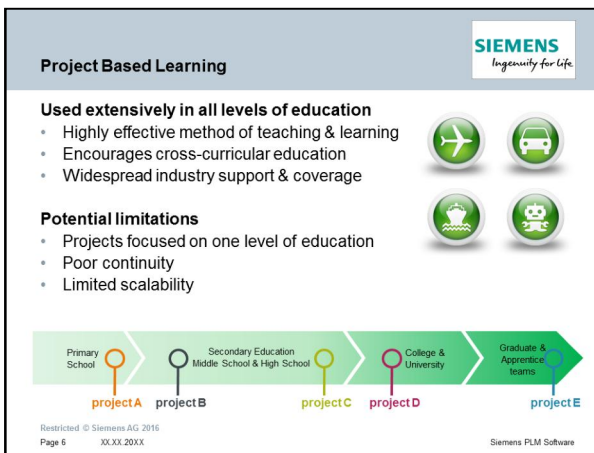 Project Based Learning
SIEMENS
Ingenuity for life
Used extensively in all levels of education
• Highly effective method of teaching & learning
• Encourages cross-curricular education
• Widespread industry support & coverage
Potential limitations
• Projects focused on one level of education
• Poor continuity
• Limited scalability
Primary
School
Secondary Education
Middle School & High School
College &
University
Graduate &
Apprentice
teams
project A
project B
project C
project D
project E
Restricted © Siemens AG 2016
Page 6 XX.XX.20XX Siemens PLM Software